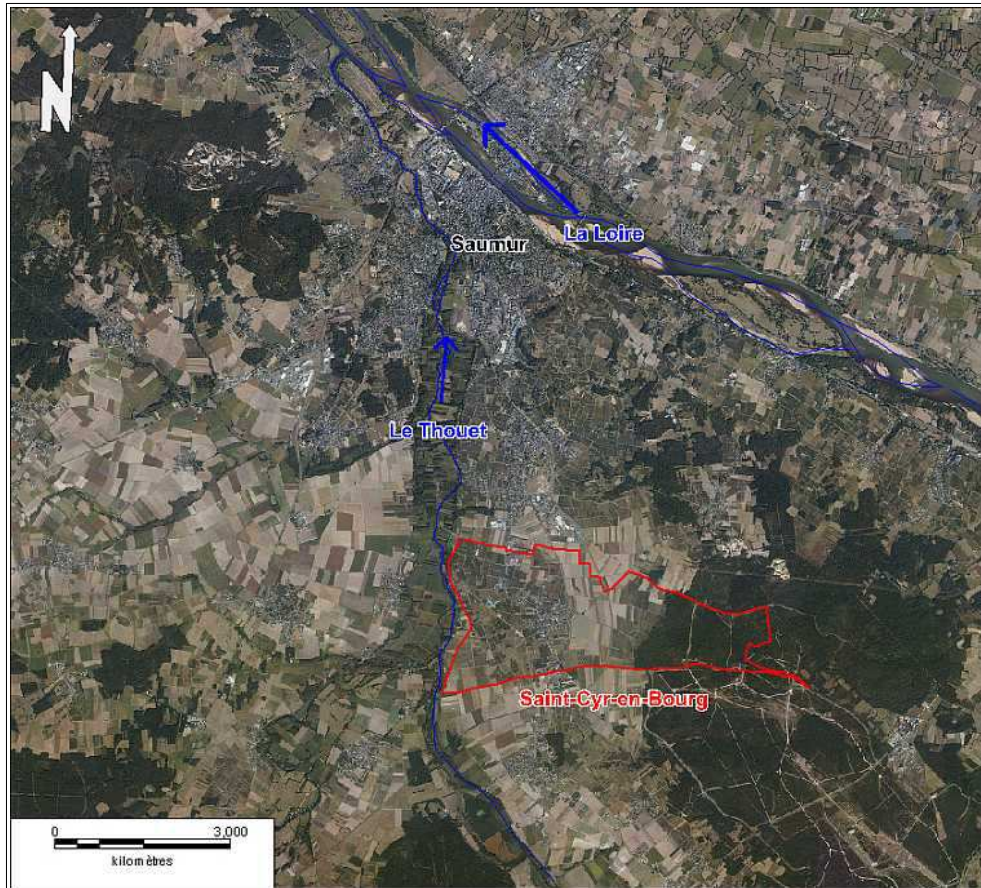 N
La Loire
Saumur
Le Thouet
Saint-Cyr-en-Bourg
0 3,000
kilomètres